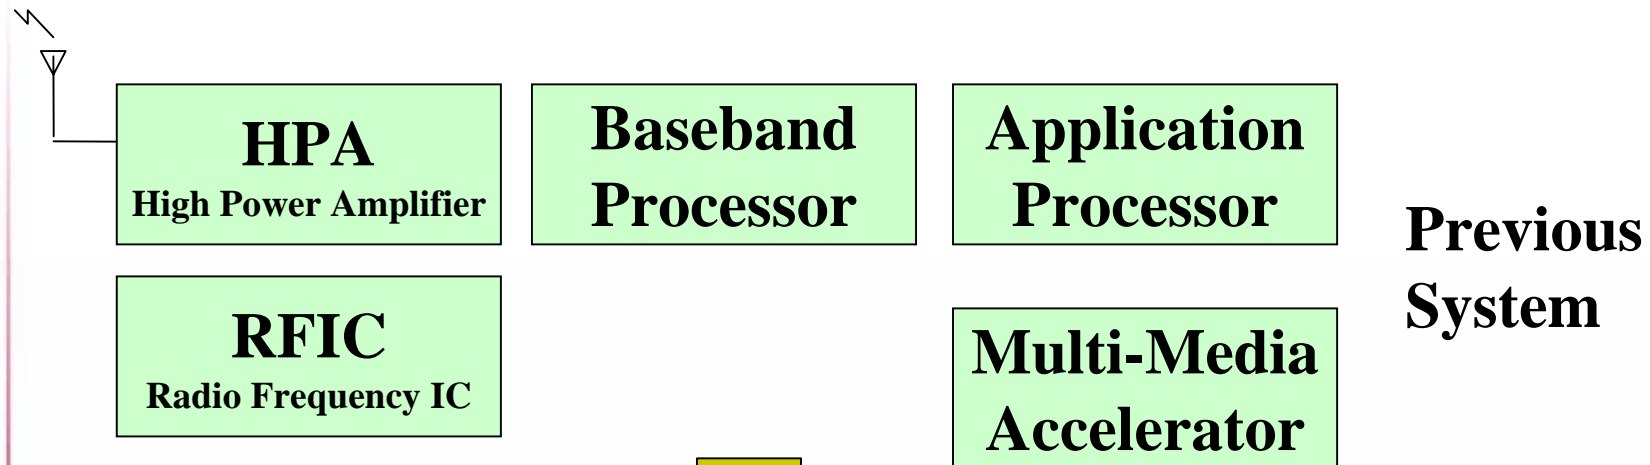 HPA
High Power Amplifier
Baseband
Processor
Application
Processor
Previous
System
RFIC
Radio Frequency IC
Multi-Media
Accelerator